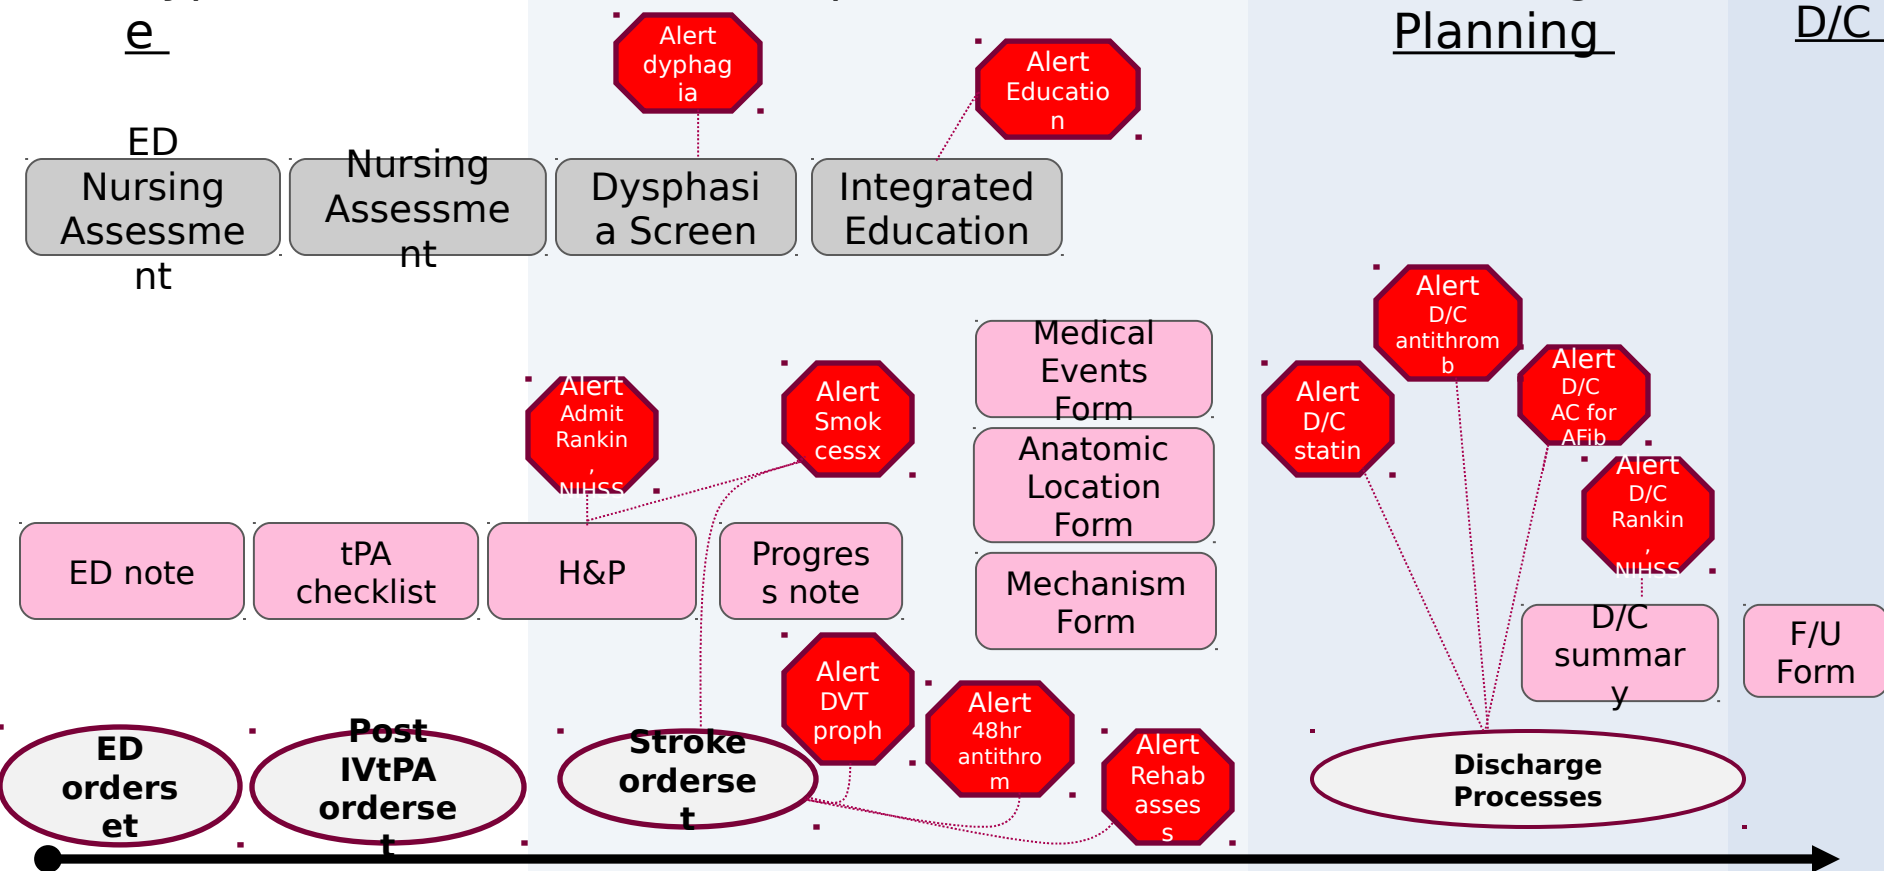 e
Planning
D/C
Alert
dyphag
ia
Alert
Educatio
n
ED
Nursing
Assessme
nt
Nursing
Assessme
nt
Dysphasi
a Screen
Integrated
Education
Medical
Events
Form
Anatomic
Location
Form
Mechanism
Form
Alert
Admit
Rankin
,
NIHSS
Alert
Smok
cessx
Alert
D/C
statin
Alert
D/C
antithrom
b
Alert
D/C
AC for
AFib
Alert
D/C
Rankin
,
NIHSS
ED note
tPA
checklist
H&P
Progres
s note
D/C
summar
y
F/U
Form
Alert
DVT
proph
Alert
48hr
antithro
m
Alert
Rehab
asses
s
ED
orders
et
Post
IVtPA
orderse
t
Stroke
orderse
t
Discharge
Processes